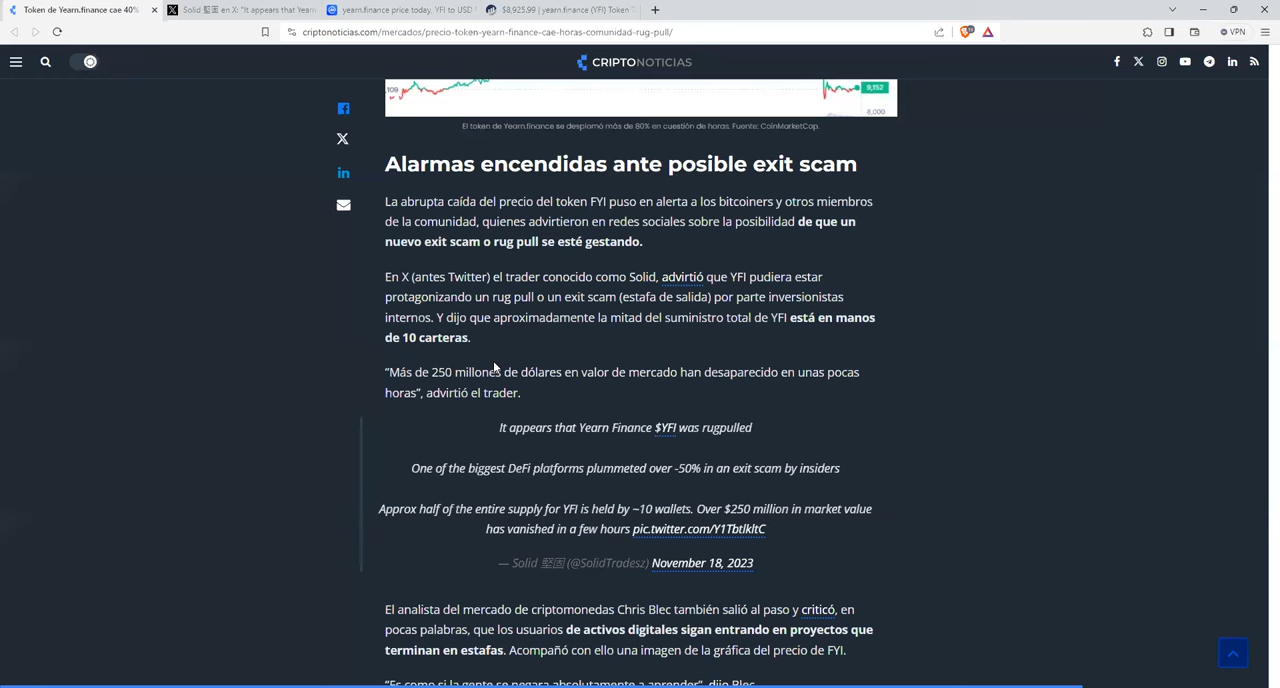 Token de Yearn.finance cae 40%
Solid 堅固 en X: "It appears that Yearn
yearn.finance price today, YFI to USD
$8,925.99 | yearn.finance (YFI) Token T
criptonoticias.com/mercados/precio-token-yearn-finance-cae-horas-comunidad-rug-pull/
VPN
CRIPTONOTICIAS
109
9,152
8,000
El token de Yearn.finance se desplomó más de 80% en cuestión de horas. Fuente: CoinMarketCap.
Alarmas encendidas ante posible exit scam
La abrupta caída del precio del token FYI puso en alerta a los bitcoiners y otros miembros
de la comunidad, quienes advirtieron en redes sociales sobre la posibilidad de que un
nuevo exit scam o rug pull se esté gestando.
En X (antes Twitter) el trader conocido como Solid, advirtió que YFI pudiera estar
protagonizando un rug pull o un exit scam (estafa de salida) por parte inversionistas
internos. Y dijo que aproximadamente la mitad del suministro total de YFI está en manos
de 10 carteras.
“Más de 250 millones de dólares en valor de mercado han desaparecido en unas pocas
horas”, advirtió el trader.
It appears that Yearn Finance $YFI was rugpulled
One of the biggest DeFi platforms plummeted over -50% in an exit scam by insiders
Approx half of the entire supply for YFI is held by ~10 wallets. Over $250 million in market value
has vanished in a few hours pic.twitter.com/Y1TbtlkltC
— Solid 堅固 (@SolidTradesz) November 18, 2023
El analista del mercado de criptomonedas Chris Blec también salió al paso y criticó, en
pocas palabras, que los usuarios de activos digitales sigan entrando en proyectos que
terminan en estafas. Acompañó con ello una imagen de la gráfica del precio de FYI.
“Es como si la gente se negara absolutamente a aprender”, dijo Blec.